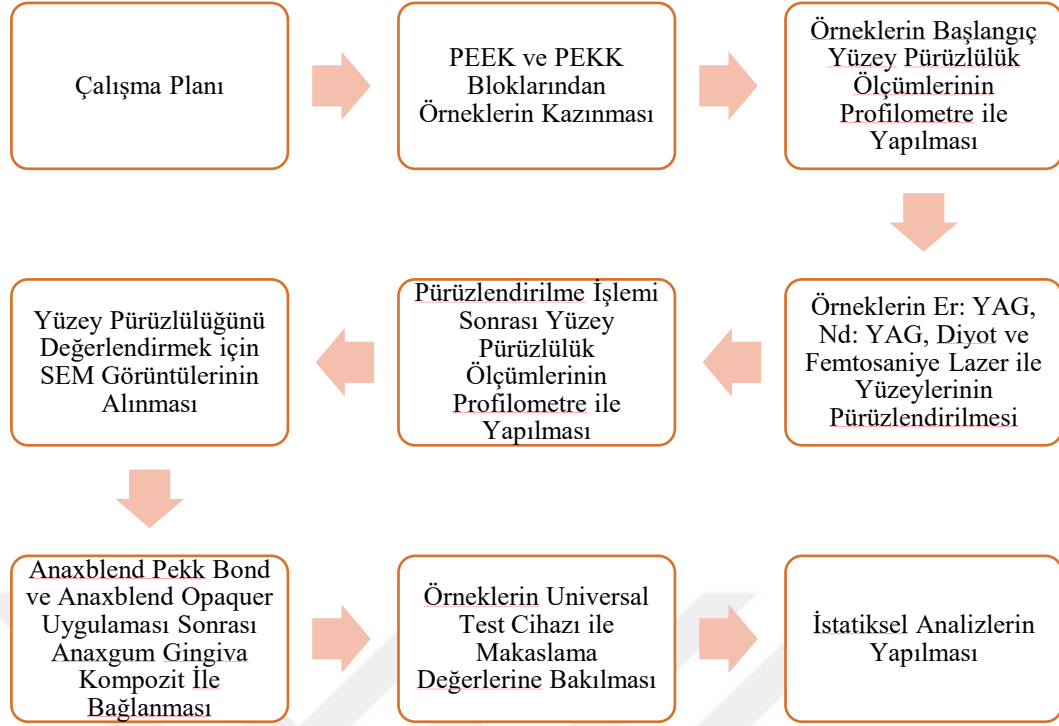 Çalışma Planı
PEEK ve PEKK
Bloklarından
Örneklerin Kazınması
Örneklerin Başlangıç
Yüzey Pürüzlülük
Ölçümlerinin
Profilometre ile
Yapılması
Örneklerin Er: YAG,
Nd: YAG, Diyot ve
Femtosaniye Lazer ile
Yüzeylerinin
Pürüzlendirilmesi
Pürüzlendirilme İşlemi
Sonrası Yüzey
Pürüzlülük
Ölçümlerinin
Profilometre ile
Yapılması
Yüzey Pürüzlülüğünü
Değerlendirmek için
SEM Görüntülerinin
Alınması
Anaxblend Pekk Bond
ve Anaxblend Opaquer
Uygulaması Sonrası
Anaxgum Gingiva
Kompozit İle
Bağlanması
Örneklerin Universal
Test Cihazı ile
Makaslama
Değerlerine Bakılması
İstatiksel Analizlerin
Yapılması